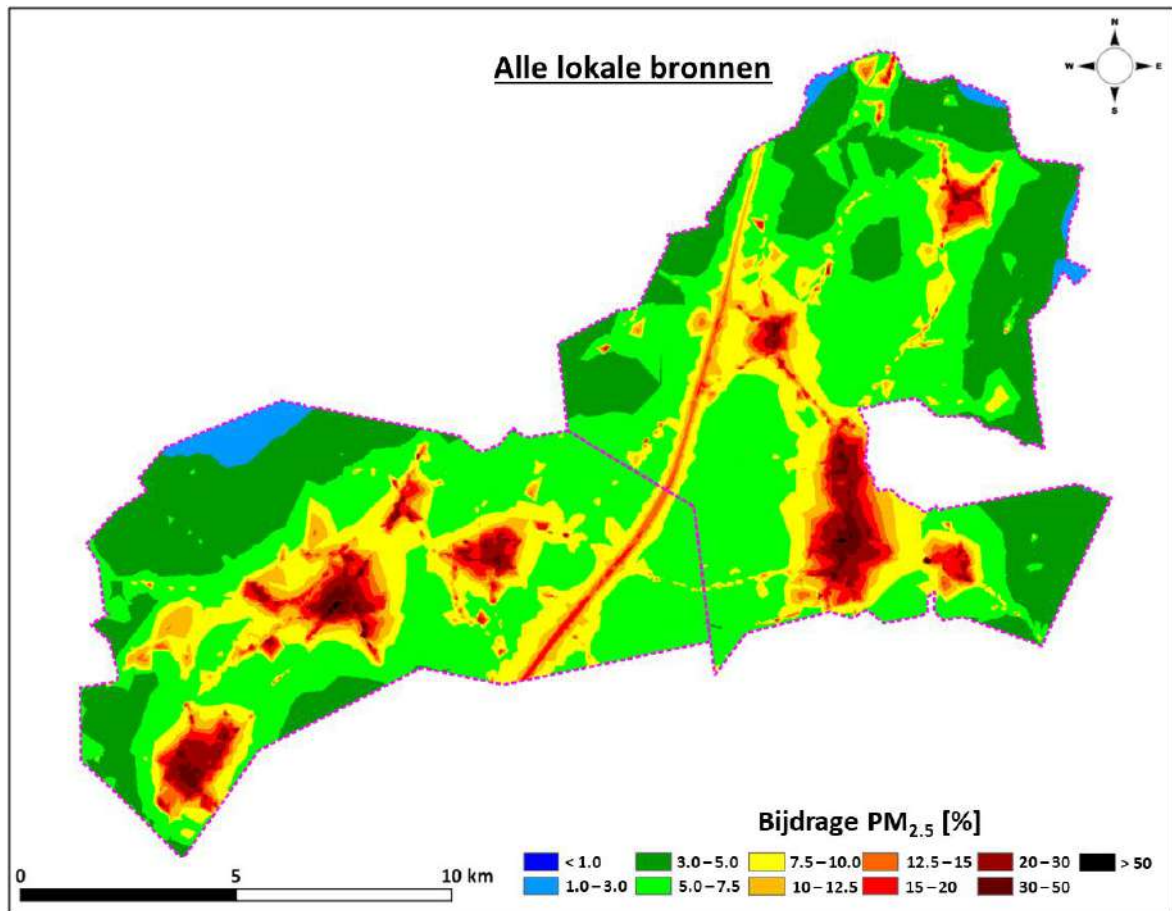 Alle lokale bronnen
N
W E
S
Bijdrage PM2.5 [%]
0 5 10 km
< 1.0 3.0 – 5.0 7.5 – 10.0 12.5 – 15 20 – 30 > 50
1.0 – 3.0 5.0 – 7.5 10 – 12.5 15 – 20 30 – 50